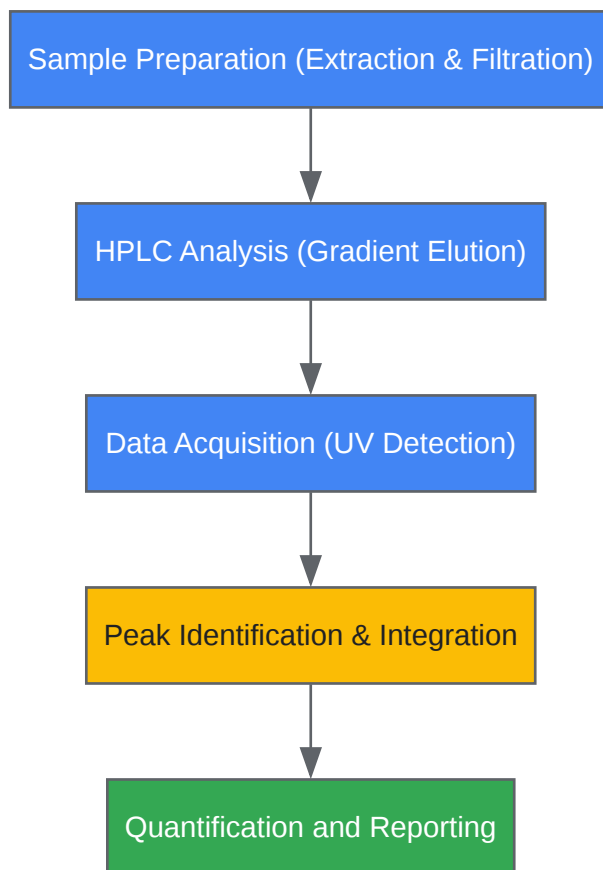 Sample Preparation (Extraction & Filtration)
HPLC Analysis (Gradient Elution)
Data Acquisition (UV Detection)
Peak Identification & Integration
Quantification and Reporting